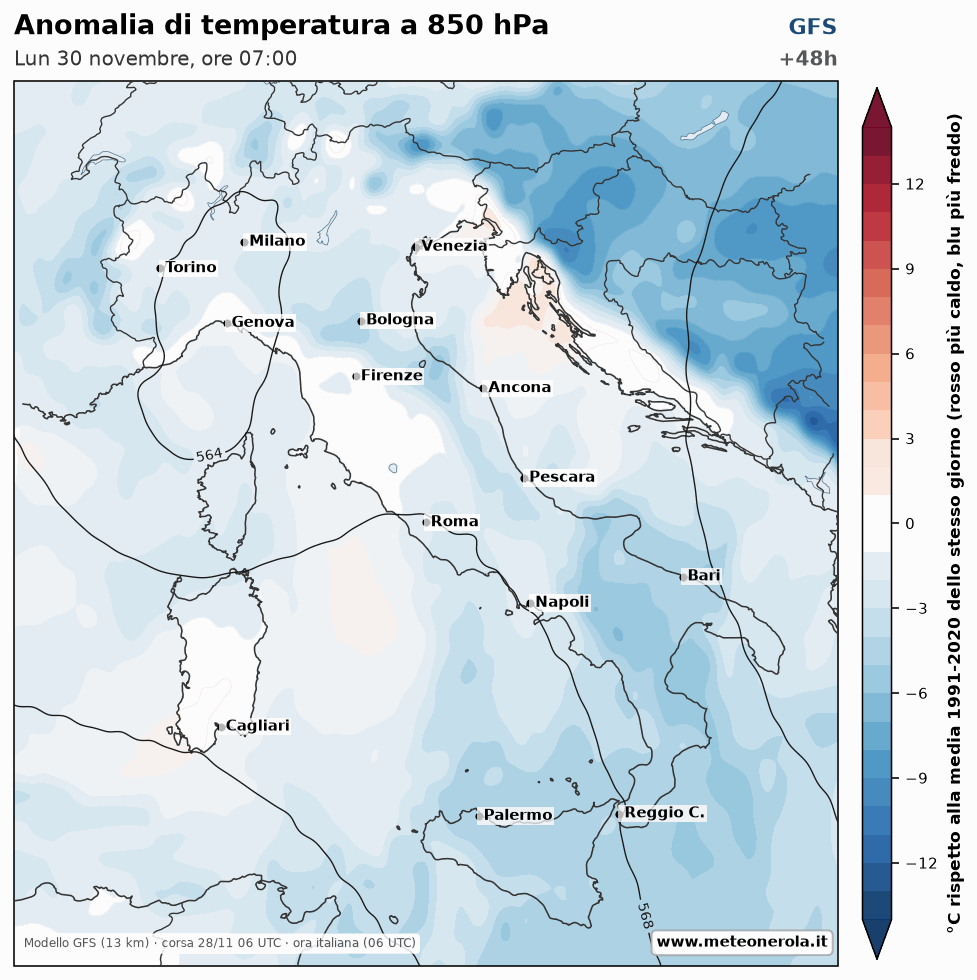 Anomalia di temperatura a 850 hPa
GFS
Lun 30 novembre, ore 07:00
+48h
Milano
Venezia
Torino
Genova
Bologna
Firenze
Ancona
564
Pescara
Roma
Bari
Napoli
Cagliari
Palermo
Reggio C.
568
Modello GFS (13 km) · corsa 28/11 06 UTC · ora italiana (06 UTC)
www.meteonerola.it
12
9
6
3
0
−3
−6
−9
−12
°C rispetto alla media 1991-2020 dello stesso giorno (rosso più caldo, blu più freddo)